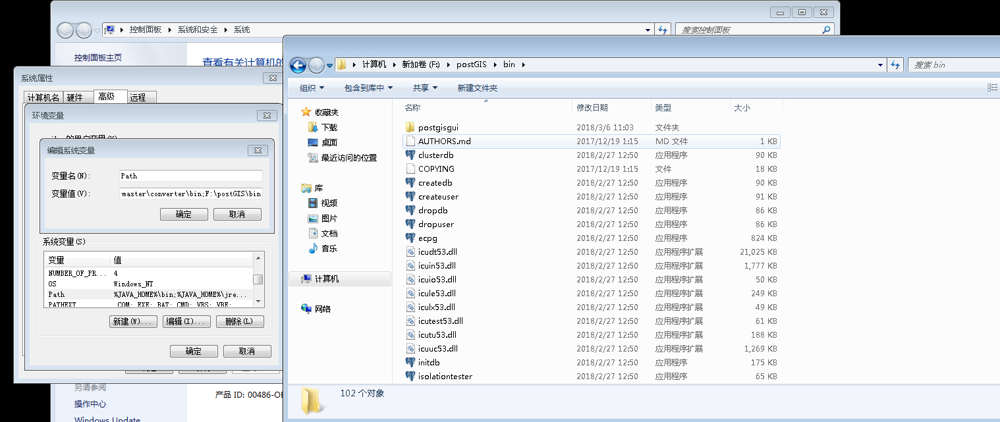 控制面板 系统和安全 系统
搜索控制面板
控制面板主页
查看有关计算机的
计算机 新加卷 (F:) postGIS bin
搜索 bin
组织 包含到库中 共享 新建文件夹
收藏夹
下载
桌面
最近访问的位置
库
视频
图片
文档
音乐
计算机
网络
名称 修改日期 类型 大小
postgisgui 2018/3/6 11:03 文件夹
AUTHORS.md 2017/12/19 1:15 MD 文件 1 KB
clusterdb 2018/2/27 12:50 应用程序 90 KB
COPYING 2017/12/19 1:15 文件 18 KB
createdb 2018/2/27 12:50 应用程序 90 KB
createuser 2018/2/27 12:50 应用程序 91 KB
dropdb 2018/2/27 12:50 应用程序 86 KB
dropuser 2018/2/27 12:50 应用程序 86 KB
ecpg 2018/2/27 12:50 应用程序 824 KB
icudt53.dll 2018/2/27 12:50 应用程序扩展 21,025 KB
icuin53.dll 2018/2/27 12:50 应用程序扩展 1,777 KB
icuio53.dll 2018/2/27 12:50 应用程序扩展 50 KB
icule53.dll 2018/2/27 12:50 应用程序扩展 249 KB
iculx53.dll 2018/2/27 12:50 应用程序扩展 49 KB
icutest53.dll 2018/2/27 12:50 应用程序扩展 61 KB
icutu53.dll 2018/2/27 12:50 应用程序扩展 188 KB
icuuc53.dll 2018/2/27 12:50 应用程序扩展 1,269 KB
initdb 2018/2/27 12:50 应用程序 175 KB
isolationtester 2018/2/27 12:50 应用程序 65 KB
102 个对象
系统属性
计算机名 硬件 高级 远程
环境变量
的用户变量(U)
编辑系统变量
变量名(N): Path
变量值(V): master\converter\bin;F:\postGIS\bin
确定 取消
系统变量(S)
变量 值
NUMBER_OF_PR... 4
OS Windows_NT
Path %JAVA_HOME%\bin;%JAVA_HOME%\jre...
PATHEXT .COM;.EXE;.BAT;.CMD;.VBS;.VBE;
新建(W)... 编辑(I)... 删除(L)
确定 取消
另请参阅
操作中心
Windows Update
产品 ID: 00486-OE